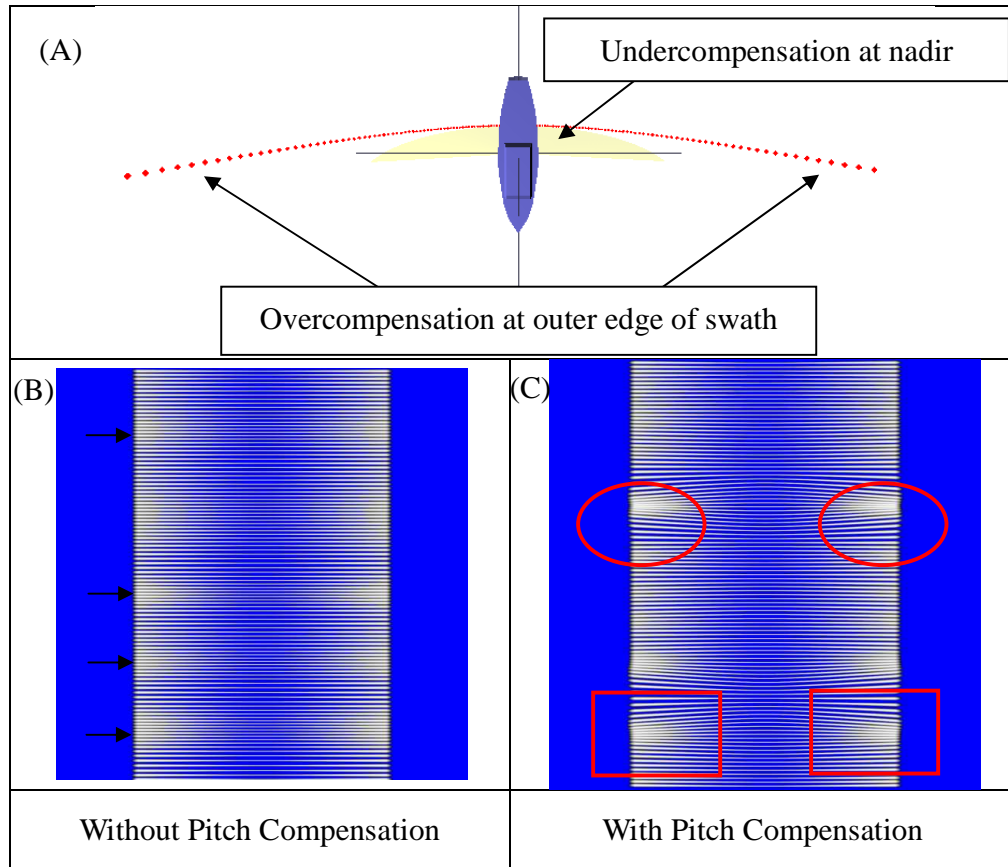 (A)
Undercompensation at nadir
Overcompensation at outer edge of swath
(B)
(C)
Without Pitch Compensation
With Pitch Compensation